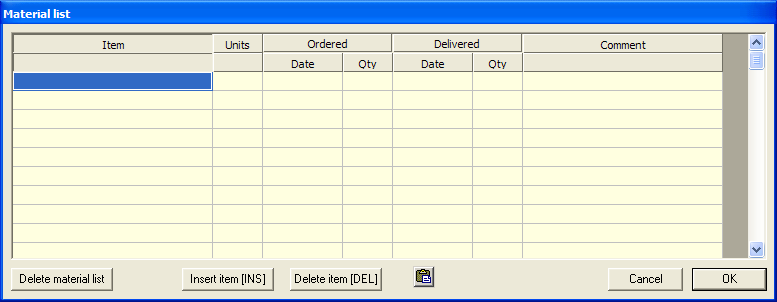 Material list
Item Units Ordered Delivered Comment
Date Qty Date Qty
Delete material list Insert item [INS] Delete item [DEL] Cancel OK